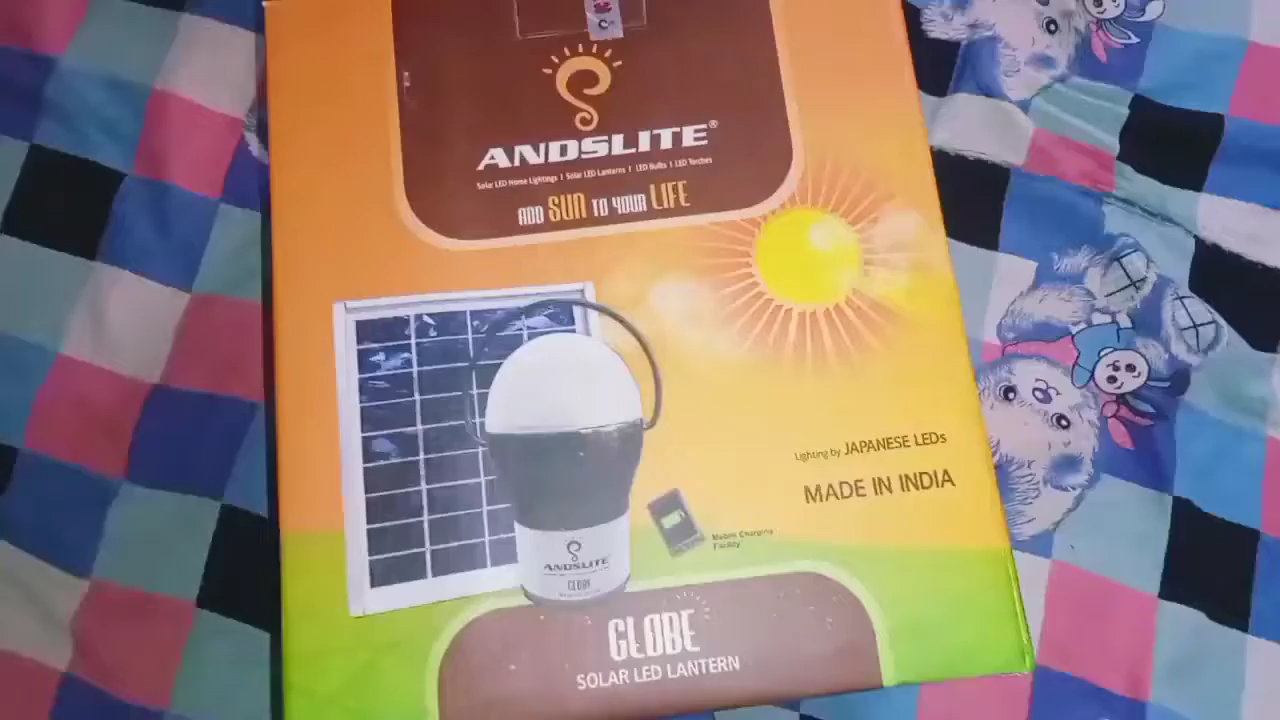 ANDSLITE®
Solar LED Home Lightings I Solar LED Lanterns I LED Bulbs I LED Torches
ADD SUN TO YOUR LIFE
Lighting by JAPANESE LEDs
MADE IN INDIA
Mobile Charging
Facility
ANDSLITE
GLOBE
GLOBE
SOLAR LED LANTERN